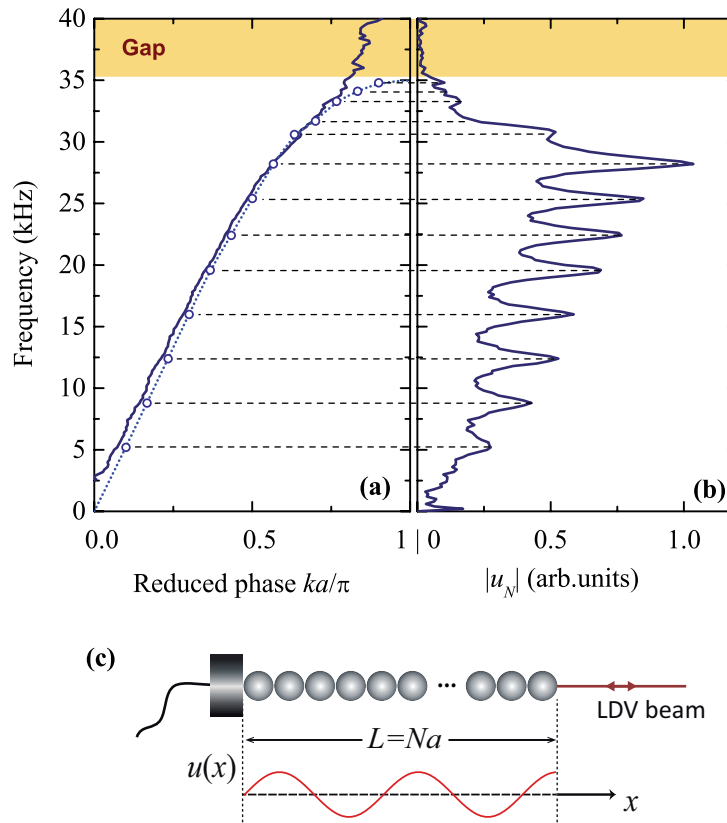 40
35
30
25
20
15
10
5
0
Frequency (kHz)
Gap
(a)
(b)
0.0 0.5 1 | 0 0.5 1.0
Reduced phase ka/π
|u_N| (arb.units)
(c)
...
LDV beam
L=Na
u(x)
x